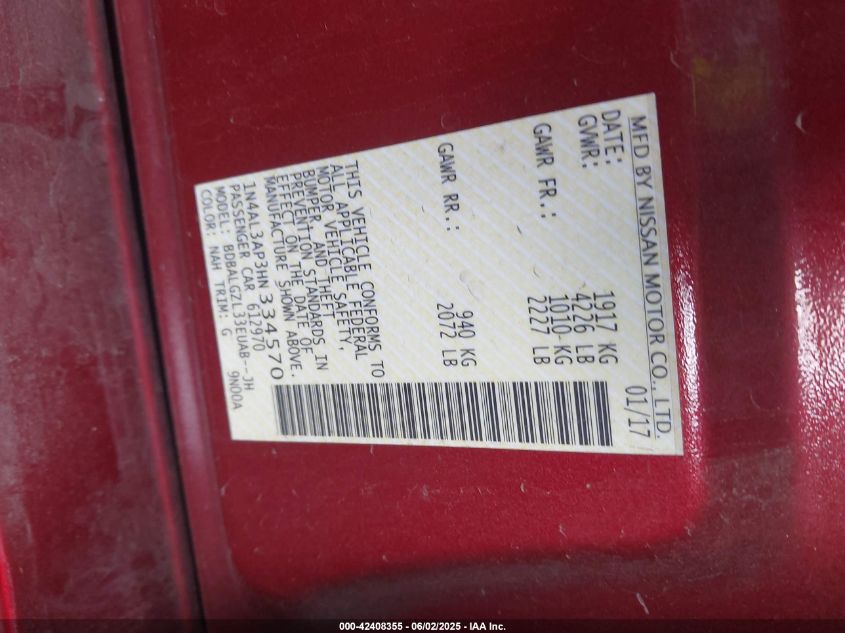 MFD BY NISSAN MOTOR CO., LTD.
DATE: 01/17
GVWR: 1917 KG
4226 LB
GAWR FR.: 1010 KG
2227 LB
GAWR RR.: 940 KG
2072 LB
THIS VEHICLE CONFORMS TO
ALL APPLICABLE FEDERAL
MOTOR VEHICLE SAFETY,
BUMPER, AND THEFT
PREVENTION STANDARDS IN
EFFECT ON THE DATE OF
MANUFACTURE SHOWN ABOVE.
1N4AL3AP3HN334570
PASSENGER CAR 612970
MODEL: BDBALGZL33EUAB--JH
COLOR: NAH TRIM: G 9N00A
000-42408355 - 06/02/2025 - IAA Inc.